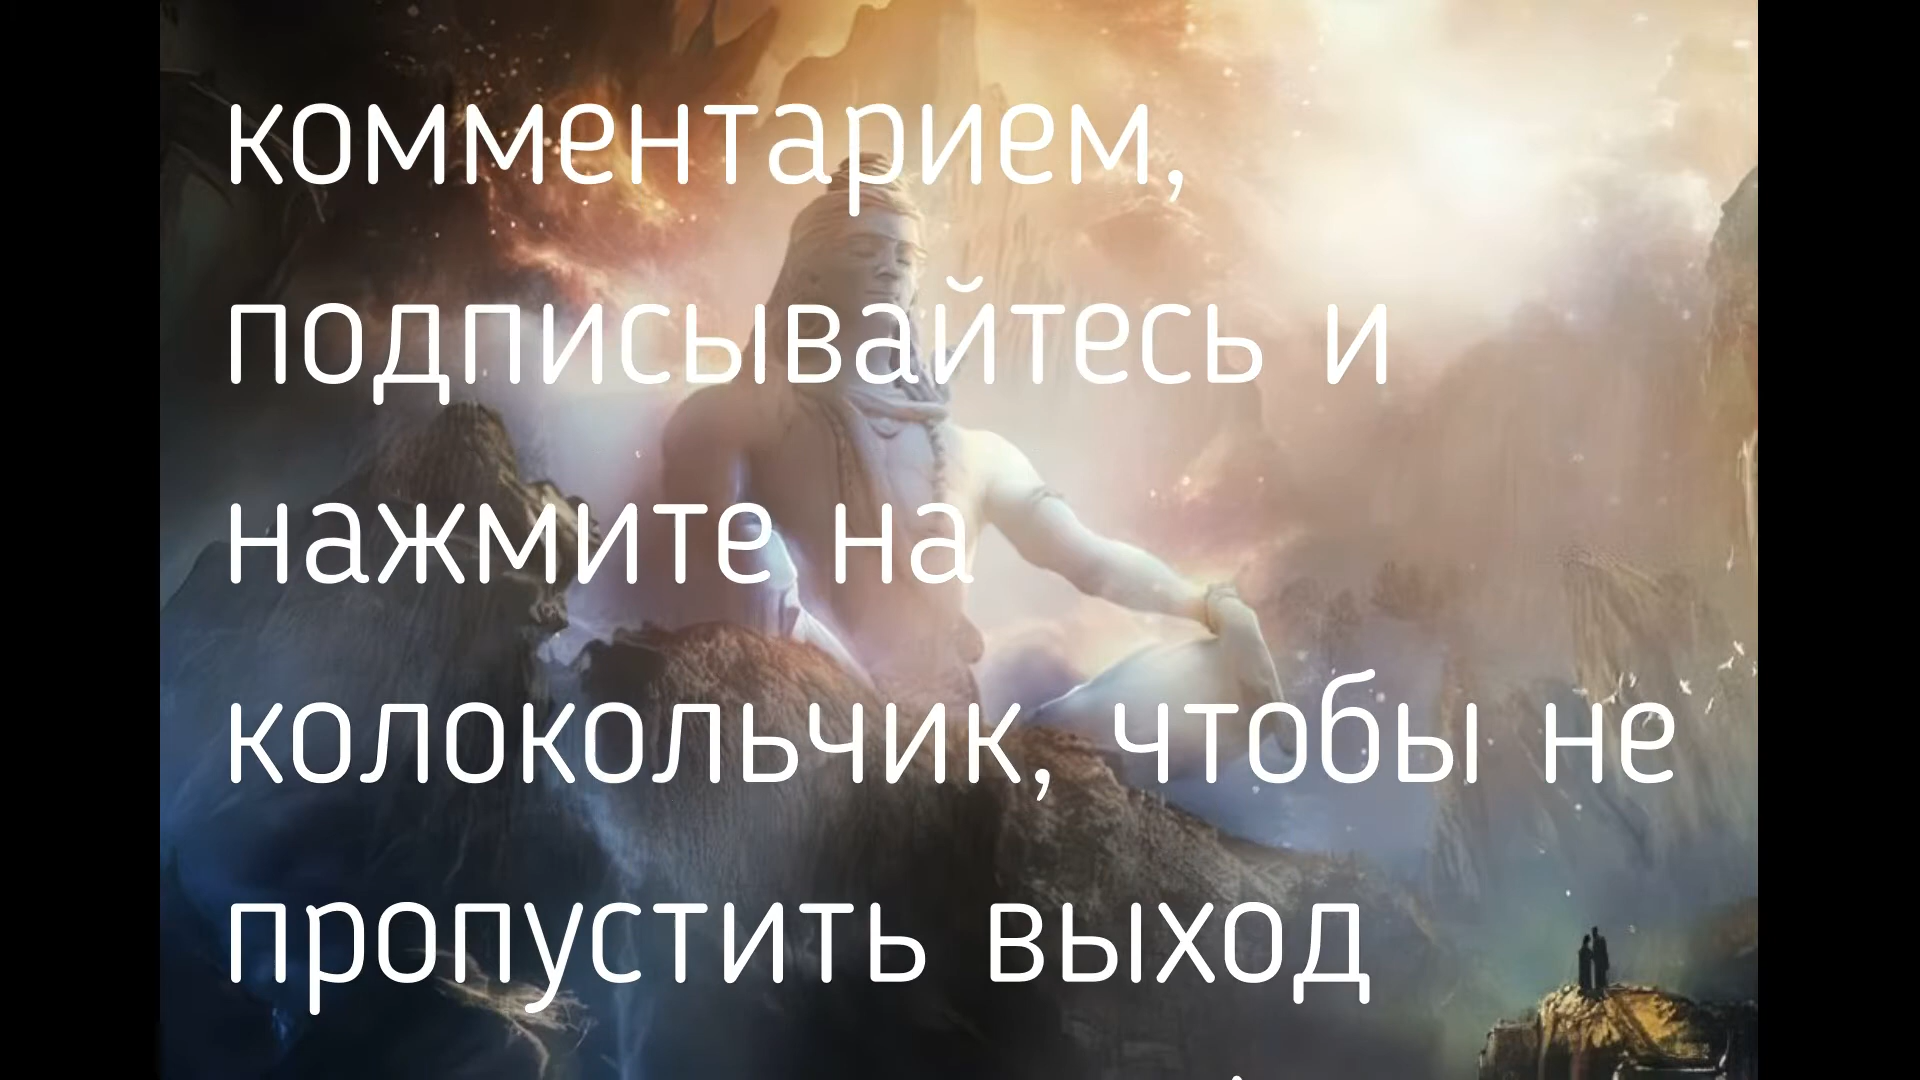 комментарием,
подписывайтесь и
нажмите на
колокольчик, чтобы не
пропустить выход